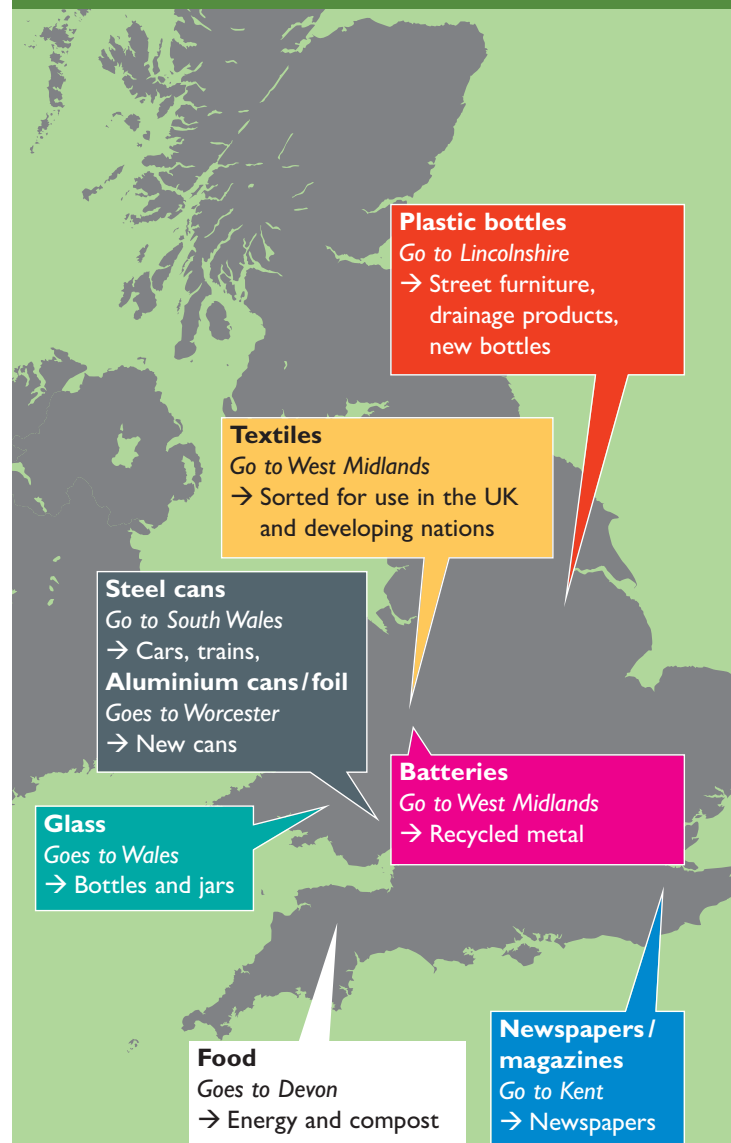 Plastic bottles
Go to Lincolnshire
→ Street furniture,
drainage products,
new bottles
Textiles
Go to West Midlands
→ Sorted for use in the UK
and developing nations
Steel cans
Go to South Wales
→ Cars, trains,
Aluminium cans/foil
Goes to Worcester
→ New cans
Batteries
Go to West Midlands
→ Recycled metal
Glass
Goes to Wales
→ Bottles and jars
Food
Goes to Devon
→ Energy and compost
Newspapers/
magazines
Go to Kent
→ Newspapers